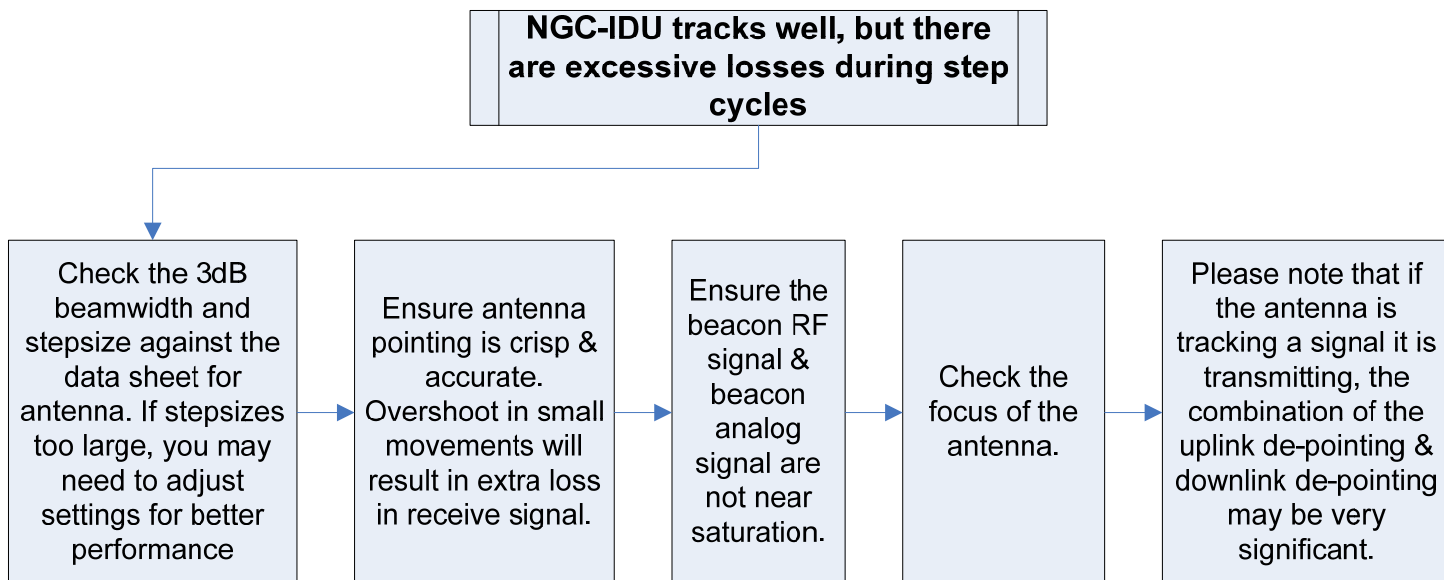 NGC-IDU tracks well, but there
are excessive losses during step
cycles
Check the 3dB
beamwidth and
stepsize against the
data sheet for
antenna. If stepsizes
too large, you may
need to adjust
settings for better
performance
Ensure antenna
pointing is crisp &
accurate.
Overshoot in small
movements will
result in extra loss
in receive signal.
Ensure the
beacon RF
signal &
beacon
analog
signal are
not near
saturation.
Check the
focus of the
antenna.
Please note that if
the antenna is
tracking a signal it is
transmitting, the
combination of the
uplink de-pointing &
downlink de-pointing
may be very
significant.